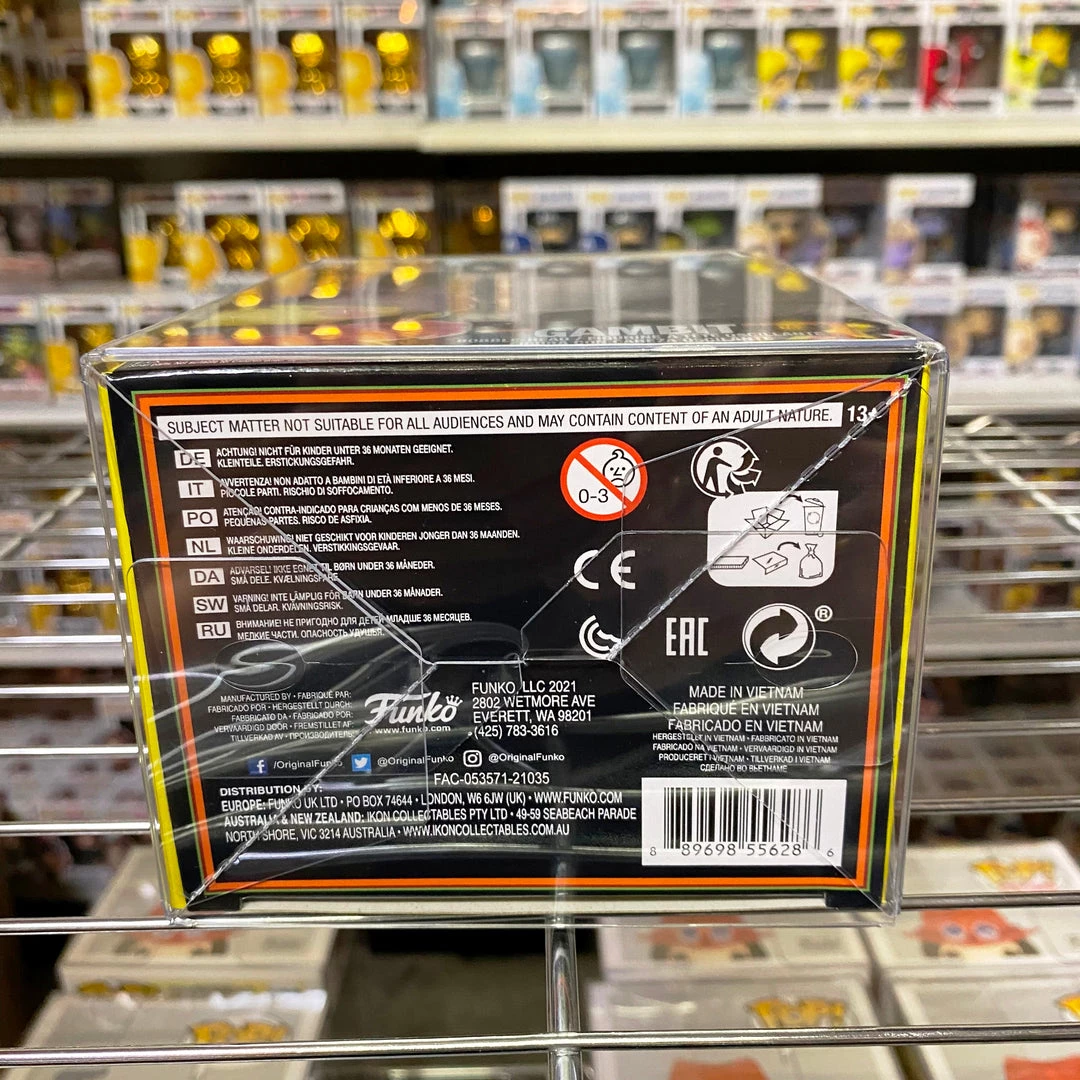 GAMBIT
SUBJECT MATTER NOT SUITABLE FOR ALL AUDIENCES AND MAY CONTAIN CONTENT OF AN ADULT NATURE. 13+
DE ACHTUNG! NICHT FÜR KINDER UNTER 36 MONATEN GEEIGNET.
KLEINTEILE. ERSTICKUNGSGEFAHR.
IT AVVERTENZA! NON ADATTO A BAMBINI DI ETÀ INFERIORE A 36 MESI.
PICCOLE PARTI. RISCHIO DI SOFFOCAMENTO.
PO ATENÇÃO! CONTRA-INDICADO PARA CRIANÇAS COM MENOS DE 36 MESES.
PEQUENAS PARTES. RISCO DE ASFIXIA.
NL WAARSCHUWING! NIET GESCHIKT VOOR KINDEREN JONGER DAN 36 MAANDEN.
KLEINE ONDERDELEN. VERSTIKKINGSGEVAAR.
DA ADVARSEL! IKKE EGNET TIL BØRN UNDER 36 MÅNEDER.
SMÅ DELE. KVÆLNINGSFARE
SW VARNING! INTE LÄMPLIG FÖR BARN UNDER 36 MÅNADER.
SMÅ DELAR. KVÄVNINGSRISK.
RU ВНИМАНИЕ! НЕ ПРИГОДНО ДЛЯ ДЕТЕЙ МЛАДШЕ 36 МЕСЯЦЕВ.
МЕЛКИЕ ЧАСТИ. ОПАСНОСТЬ УДУШЬЯ.
0-3
CE
EAC
®
MANUFACTURED BY • FABRIQUÉ PAR:
FABRICADO POR • HERGESTELLT DURCH:
FABBRICATO DA • FABRICADO POR:
VERVAARDIGD DOOR • FREMSTILLET AF:
TILLVERKAD AV • ПРОИЗВОДИТЕЛЬ:
Funko
www.funko.com
FUNKO, LLC 2021
2802 WETMORE AVE
EVERETT, WA 98201
(425) 783-3616
/OriginalFunko @OriginalFunko @OriginalFunko
FAC-053571-21035
DISTRIBUTION BY:
EUROPE: FUNKO UK LTD • PO BOX 74644 • LONDON, W6 6JW (UK) • WWW.FUNKO.COM
AUSTRALIA & NEW ZEALAND: IKON COLLECTABLES PTY LTD • 49-59 SEABEACH PARADE
NORTH SHORE, VIC 3214 AUSTRALIA • WWW.IKONCOLLECTABLES.COM.AU
MADE IN VIETNAM
FABRIQUÉ EN VIETNAM
FABRICADO EN VIETNAM
HERGESTELLT IN VIETNAM • FABBRICATO IN VIETNAM
FABRICADO NA VIETNAM • VERVAARDIGD IN VIETNAM
PRODUCERET I VIETNAM • TILLVERKAD I VIETNAM
СДЕЛАНО ВО ВЬЕТНАМЕ
8 89698 55628 6